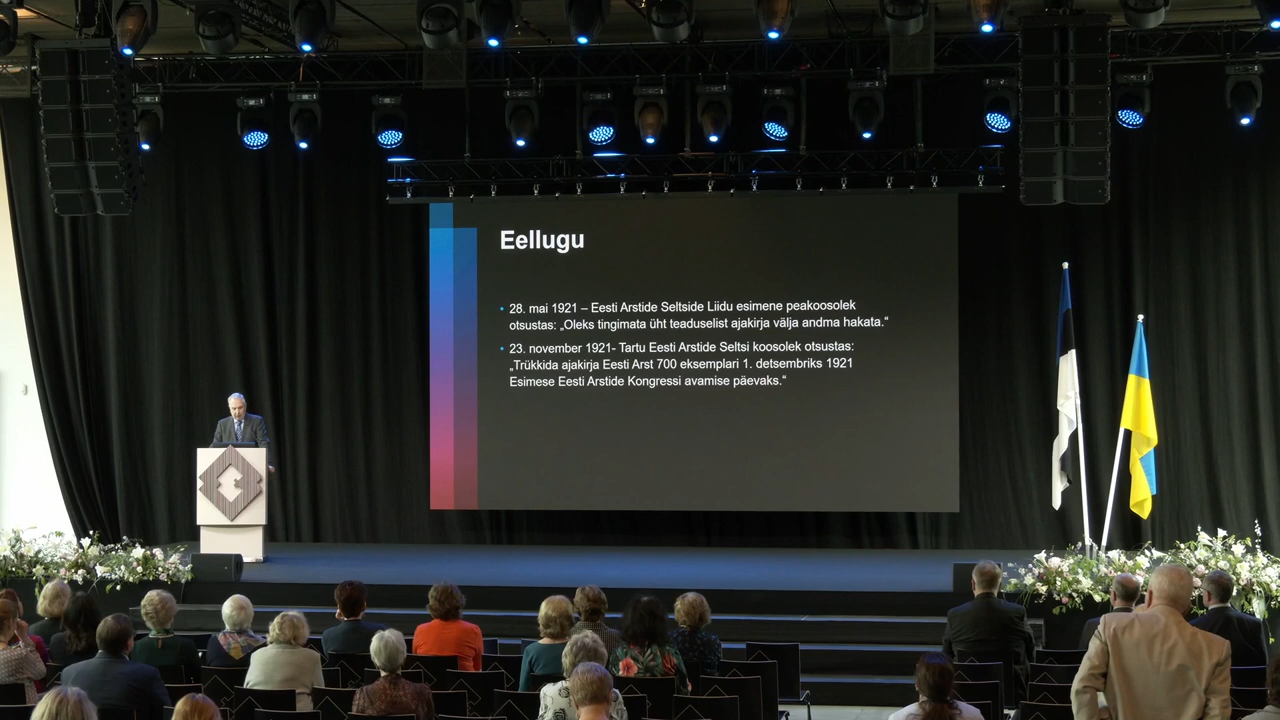 Eellugu
• 28. mai 1921 – Eesti Arstide Seltside Liidu esimene peakoosolek
otsustas: „Oleks tingimata üht teaduselist ajakirja välja andma hakata.“
• 23. november 1921- Tartu Eesti Arstide Seltsi koosolek otsustas:
„Trükkida ajakirja Eesti Arst 700 eksemplari 1. detsembriks 1921
Esimese Eesti Arstide Kongressi avamise päevaks.“